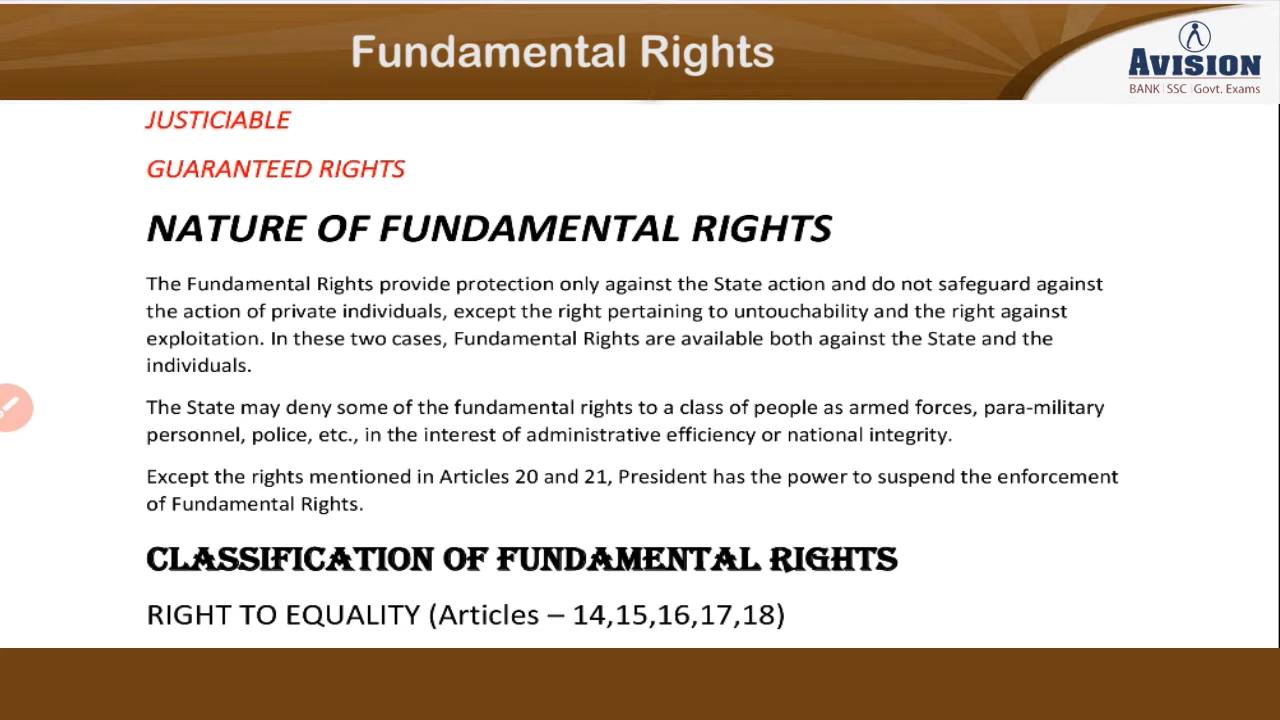 Fundamental Rights
AVISION
BANK | SSC | Govt. Exams
JUSTICIABLE
GUARANTEED RIGHTS
NATURE OF FUNDAMENTAL RIGHTS
The Fundamental Rights provide protection only against the State action and do not safeguard against
the action of private individuals, except the right pertaining to untouchability and the right against
exploitation. In these two cases, Fundamental Rights are available both against the State and the
individuals.
The State may deny some of the fundamental rights to a class of people as armed forces, para-military
personnel, police, etc., in the interest of administrative efficiency or national integrity.
Except the rights mentioned in Articles 20 and 21, President has the power to suspend the enforcement
of Fundamental Rights.
CLASSIFICATION OF FUNDAMENTAL RIGHTS
RIGHT TO EQUALITY (Articles – 14,15,16,17,18)